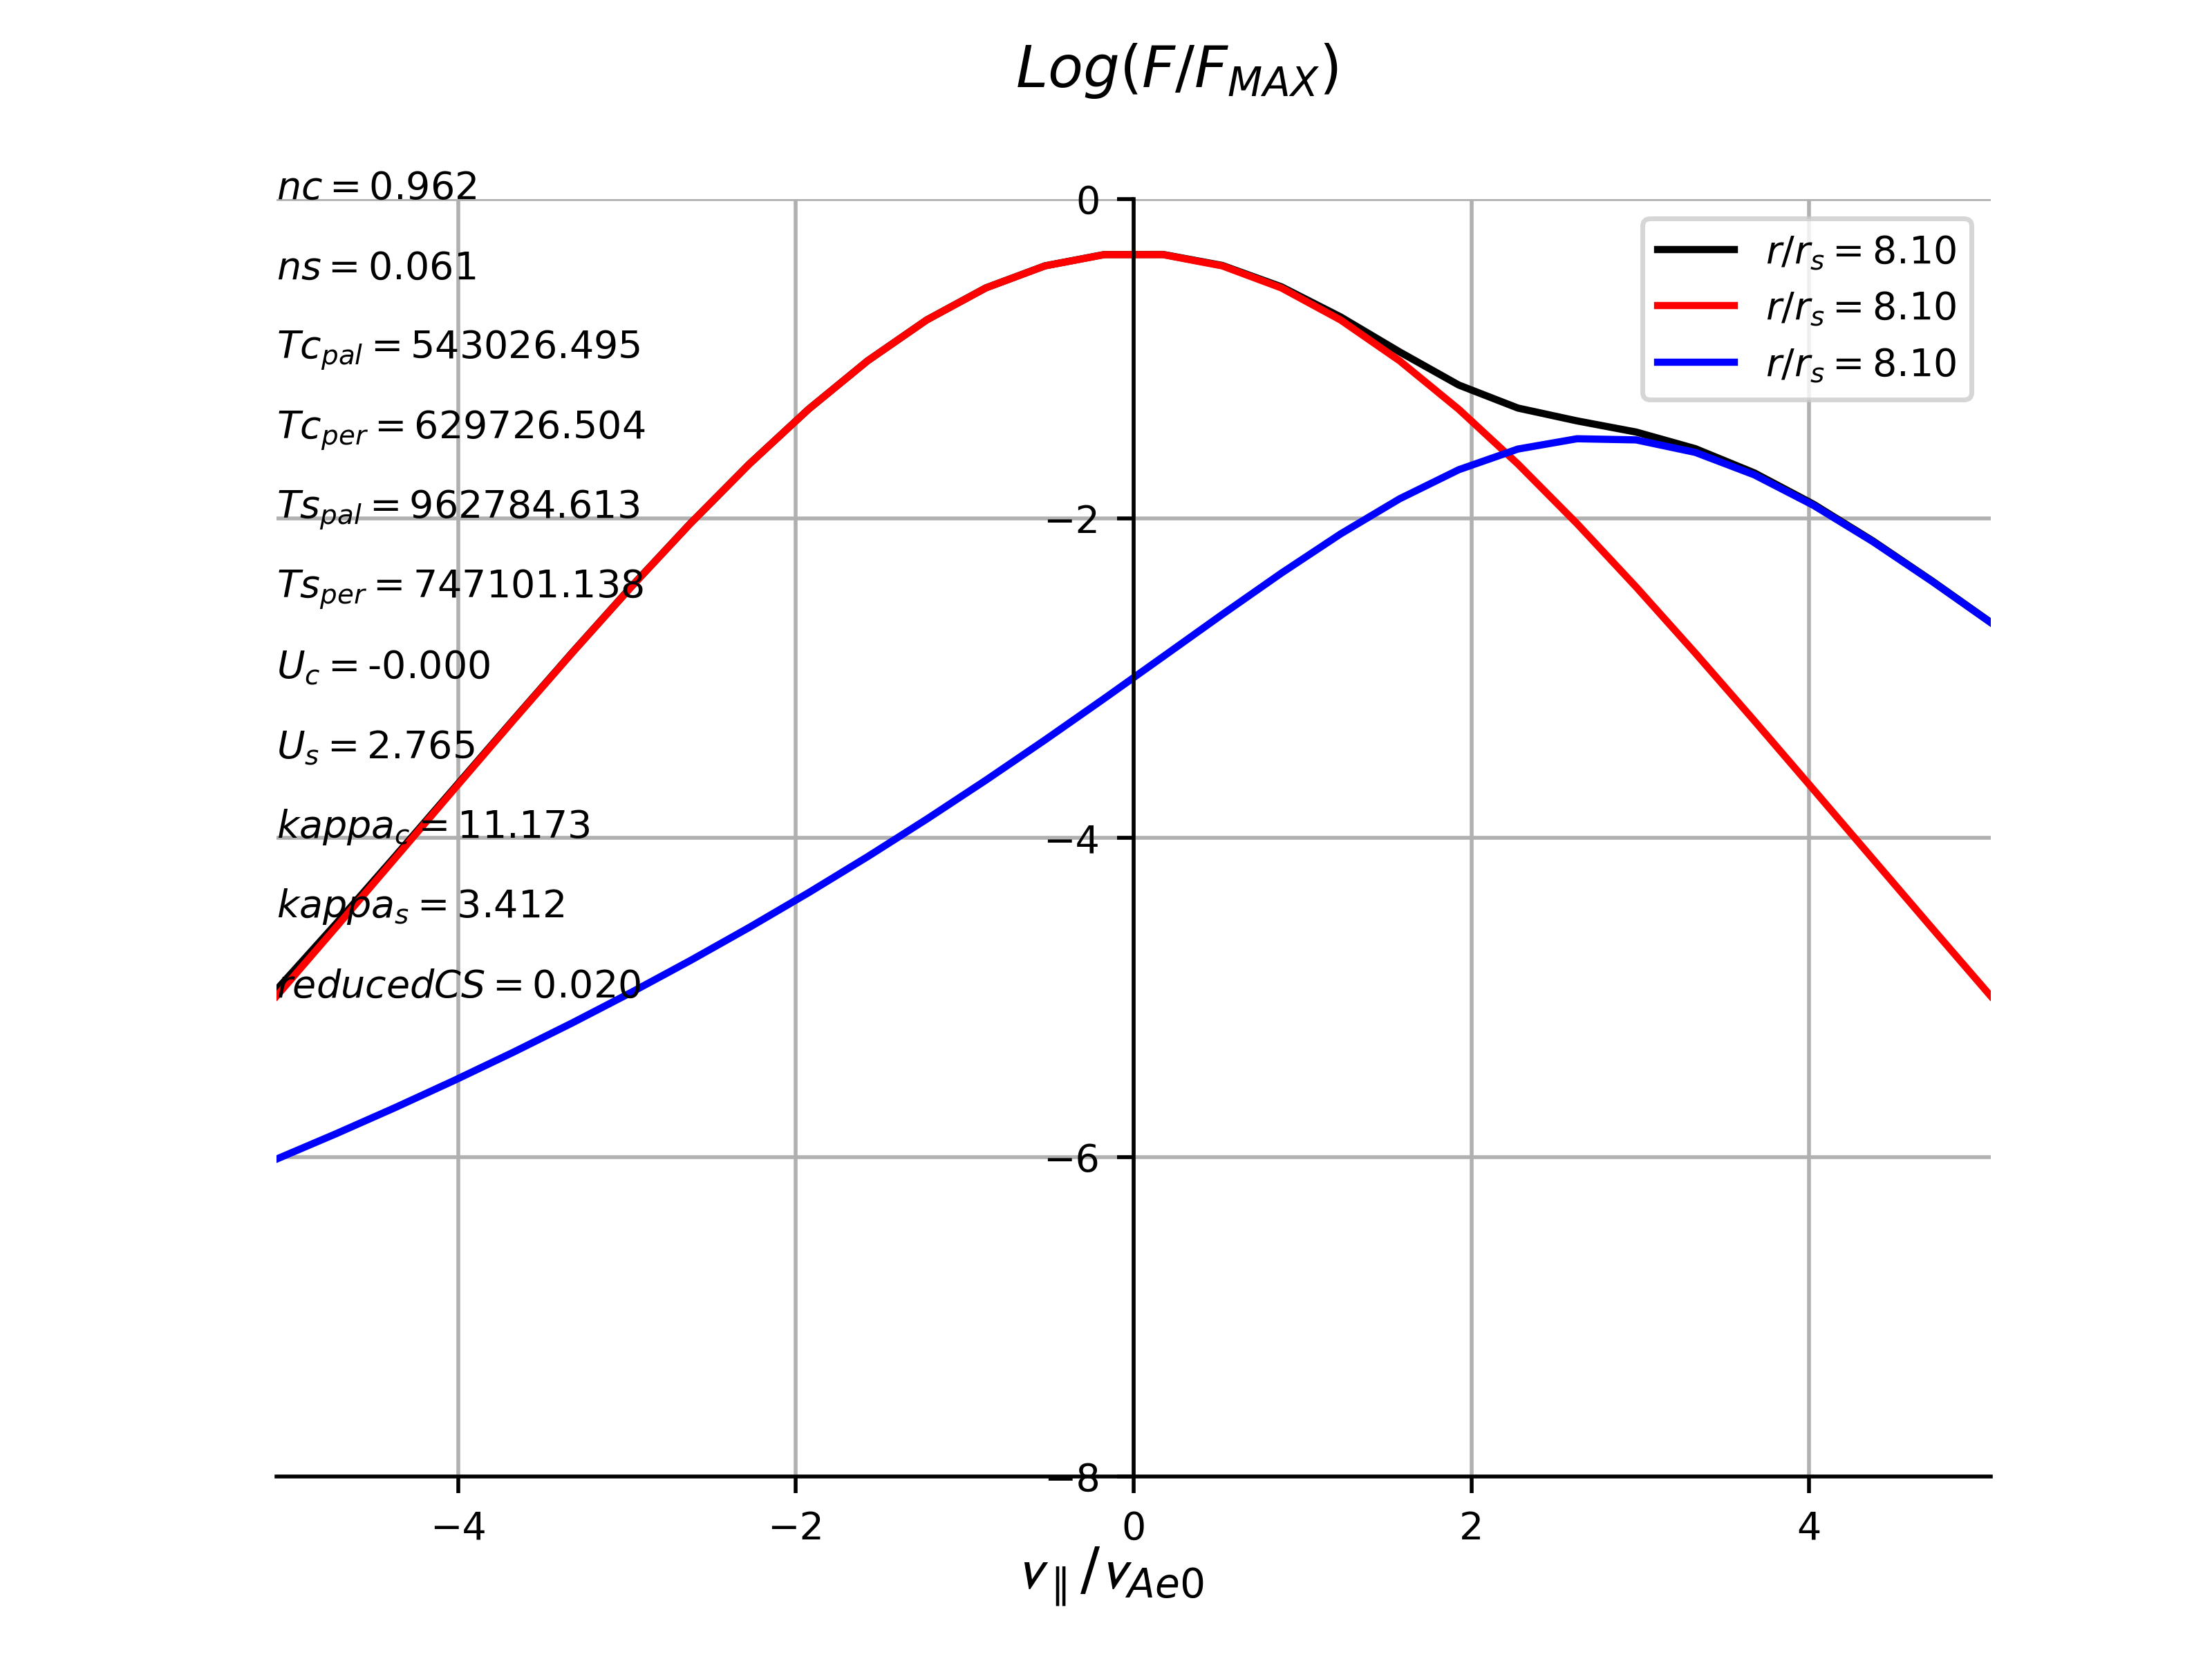 Log(F/F_MAX)
nc = 0.962
ns = 0.061
Tc_pal = 543026.495
Tc_per = 629726.504
Ts_pal = 962784.613
Ts_per = 747101.138
U_c = -0.000
U_s = 2.765
kappa_c = 11.173
kappa_s = 3.412
reducedCS = 0.020
0
−2
−4
−6
−8
r/r_s = 8.10
r/r_s = 8.10
r/r_s = 8.10
−4 −2 0 2 4
v_∥/v_Ae0